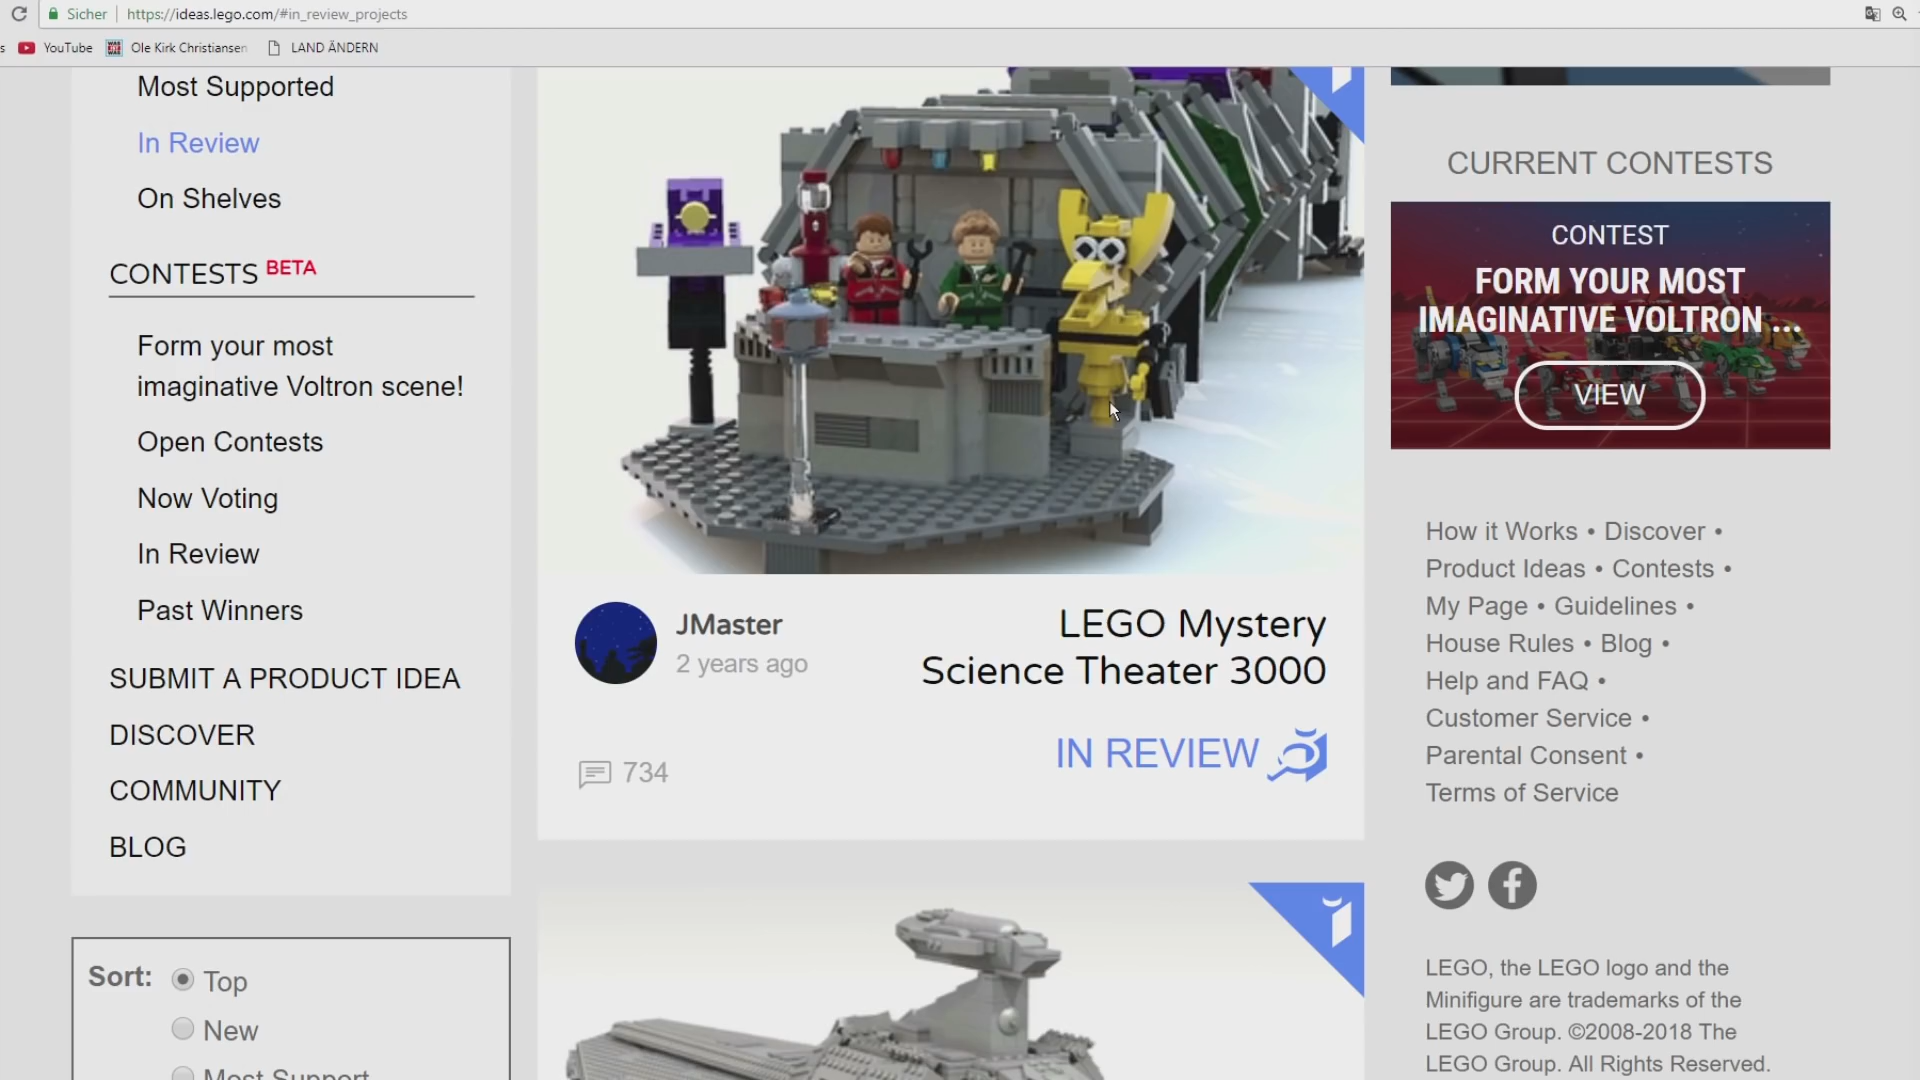 Sicher
https://ideas.lego.com/#in_review_projects
s
YouTube
Ole Kirk Christiansen
LAND ÄNDERN
Most Supported
In Review
On Shelves
CONTESTS BETA
Form your most
imaginative Voltron scene!
Open Contests
Now Voting
In Review
Past Winners
SUBMIT A PRODUCT IDEA
DISCOVER
COMMUNITY
BLOG
Sort:
Top
New
Most Support
JMaster
2 years ago
LEGO Mystery
Science Theater 3000
IN REVIEW
734
CURRENT CONTESTS
CONTEST
FORM YOUR MOST
IMAGINATIVE VOLTRON ...
VIEW
How it Works • Discover •
Product Ideas • Contests •
My Page • Guidelines •
House Rules • Blog •
Help and FAQ •
Customer Service •
Parental Consent •
Terms of Service
LEGO, the LEGO logo and the
Minifigure are trademarks of the
LEGO Group. ©2008-2018 The
LEGO Group. All Rights Reserved.